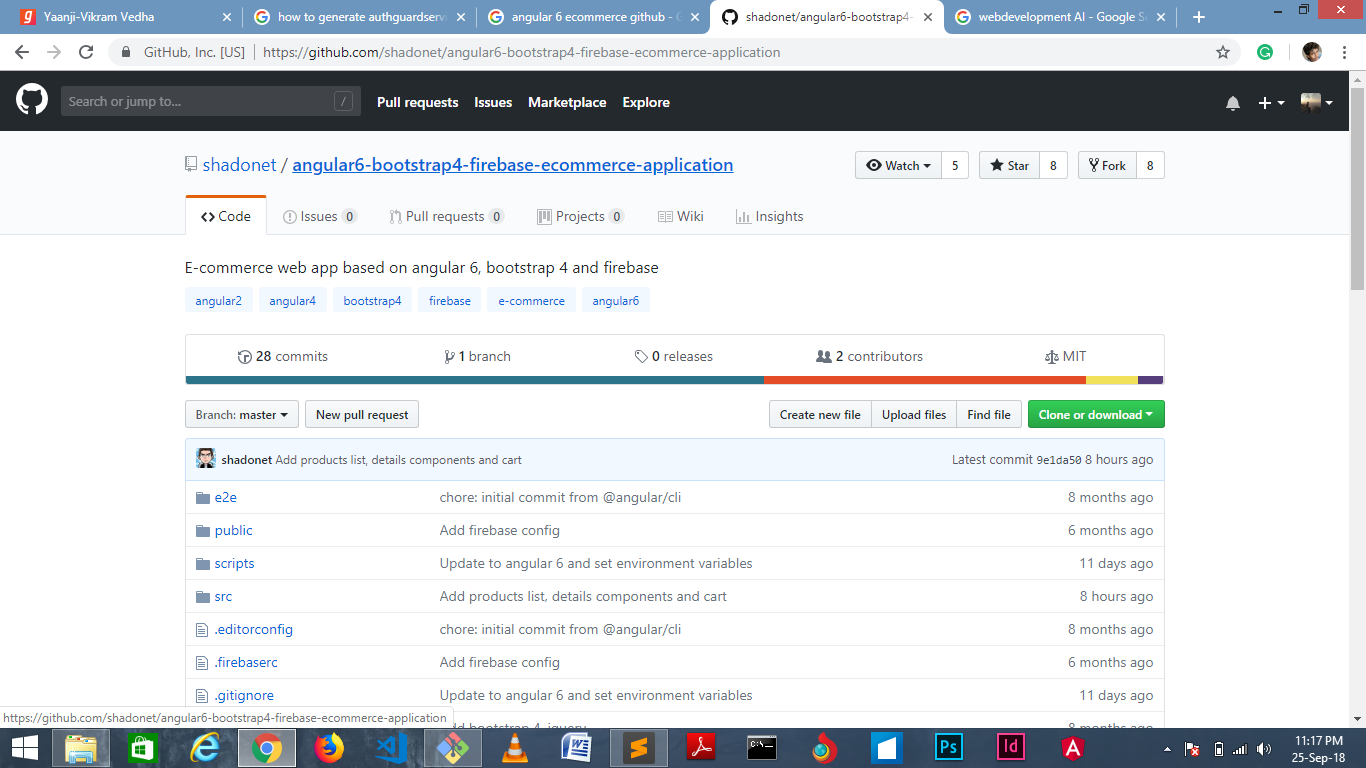 Yaanji-Vikram Vedha
how to generate authguardserv
angular 6 ecommerce github - G
shadonet/angular6-bootstrap4-
webdevelopment AI - Google Se
GitHub, Inc. [US] | https://github.com/shadonet/angular6-bootstrap4-firebase-ecommerce-application
Search or jump to... / Pull requests Issues Marketplace Explore
shadonet / angular6-bootstrap4-firebase-ecommerce-application
Watch 5 Star 8 Fork 8
Code Issues 0 Pull requests 0 Projects 0 Wiki Insights
E-commerce web app based on angular 6, bootstrap 4 and firebase
angular2 angular4 bootstrap4 firebase e-commerce angular6
28 commits 1 branch 0 releases 2 contributors MIT
Branch: master New pull request Create new file Upload files Find file Clone or download
shadonet Add products list, details components and cart Latest commit 9e1da50 8 hours ago
e2e chore: initial commit from @angular/cli 8 months ago
public Add firebase config 6 months ago
scripts Update to angular 6 and set environment variables 11 days ago
src Add products list, details components and cart 8 hours ago
.editorconfig chore: initial commit from @angular/cli 8 months ago
.firebaserc Add firebase config 6 months ago
.gitignore Update to angular 6 and set environment variables 11 days ago
https://github.com/shadonet/angular6-bootstrap4-firebase-ecommerce-application
Add bootstrap 4, jquery 8 months ago
Ps Id A
11:17 PM
25-Sep-18